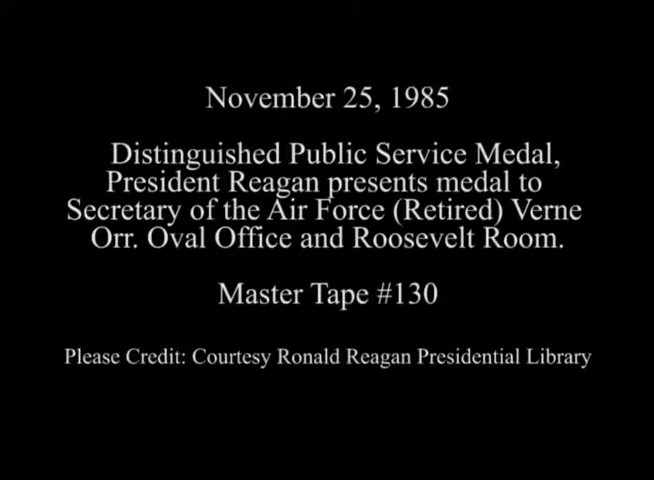 November 25, 1985
Distinguished Public Service Medal,
President Reagan presents medal to
Secretary of the Air Force (Retired) Verne
Orr. Oval Office and Roosevelt Room.
Master Tape #130
Please Credit: Courtesy Ronald Reagan Presidential Library